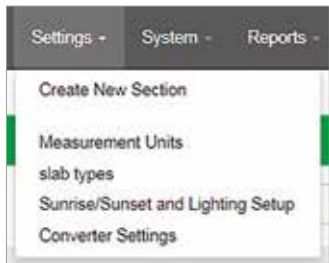 Settings - System - Reports -
Create New Section
Measurement Units
slab types
Sunrise/Sunset and Lighting Setup
Converter Settings